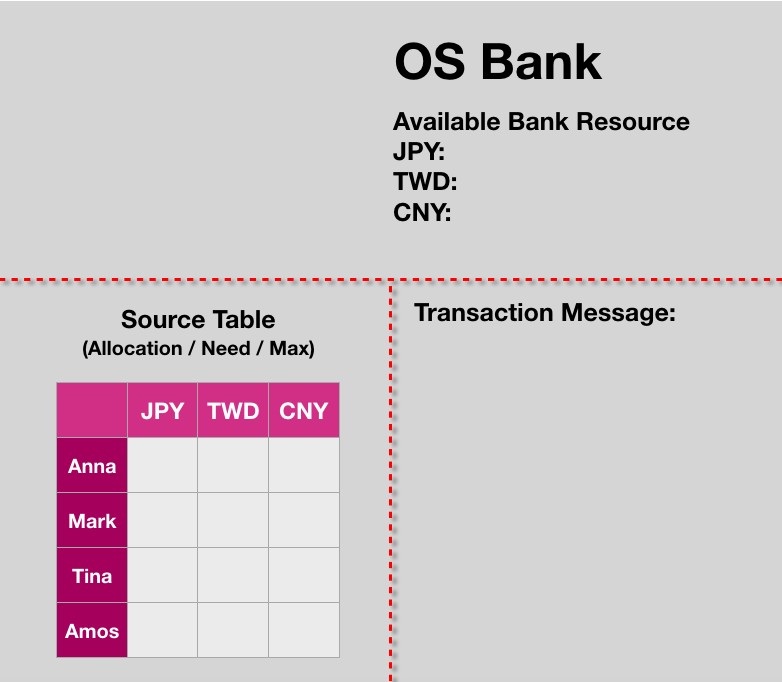 OS Bank
Available Bank Resource
JPY:
TWD:
CNY:
Source Table
(Allocation / Need / Max)
JPY TWD CNY
Anna
Mark
Tina
Amos
Transaction Message: